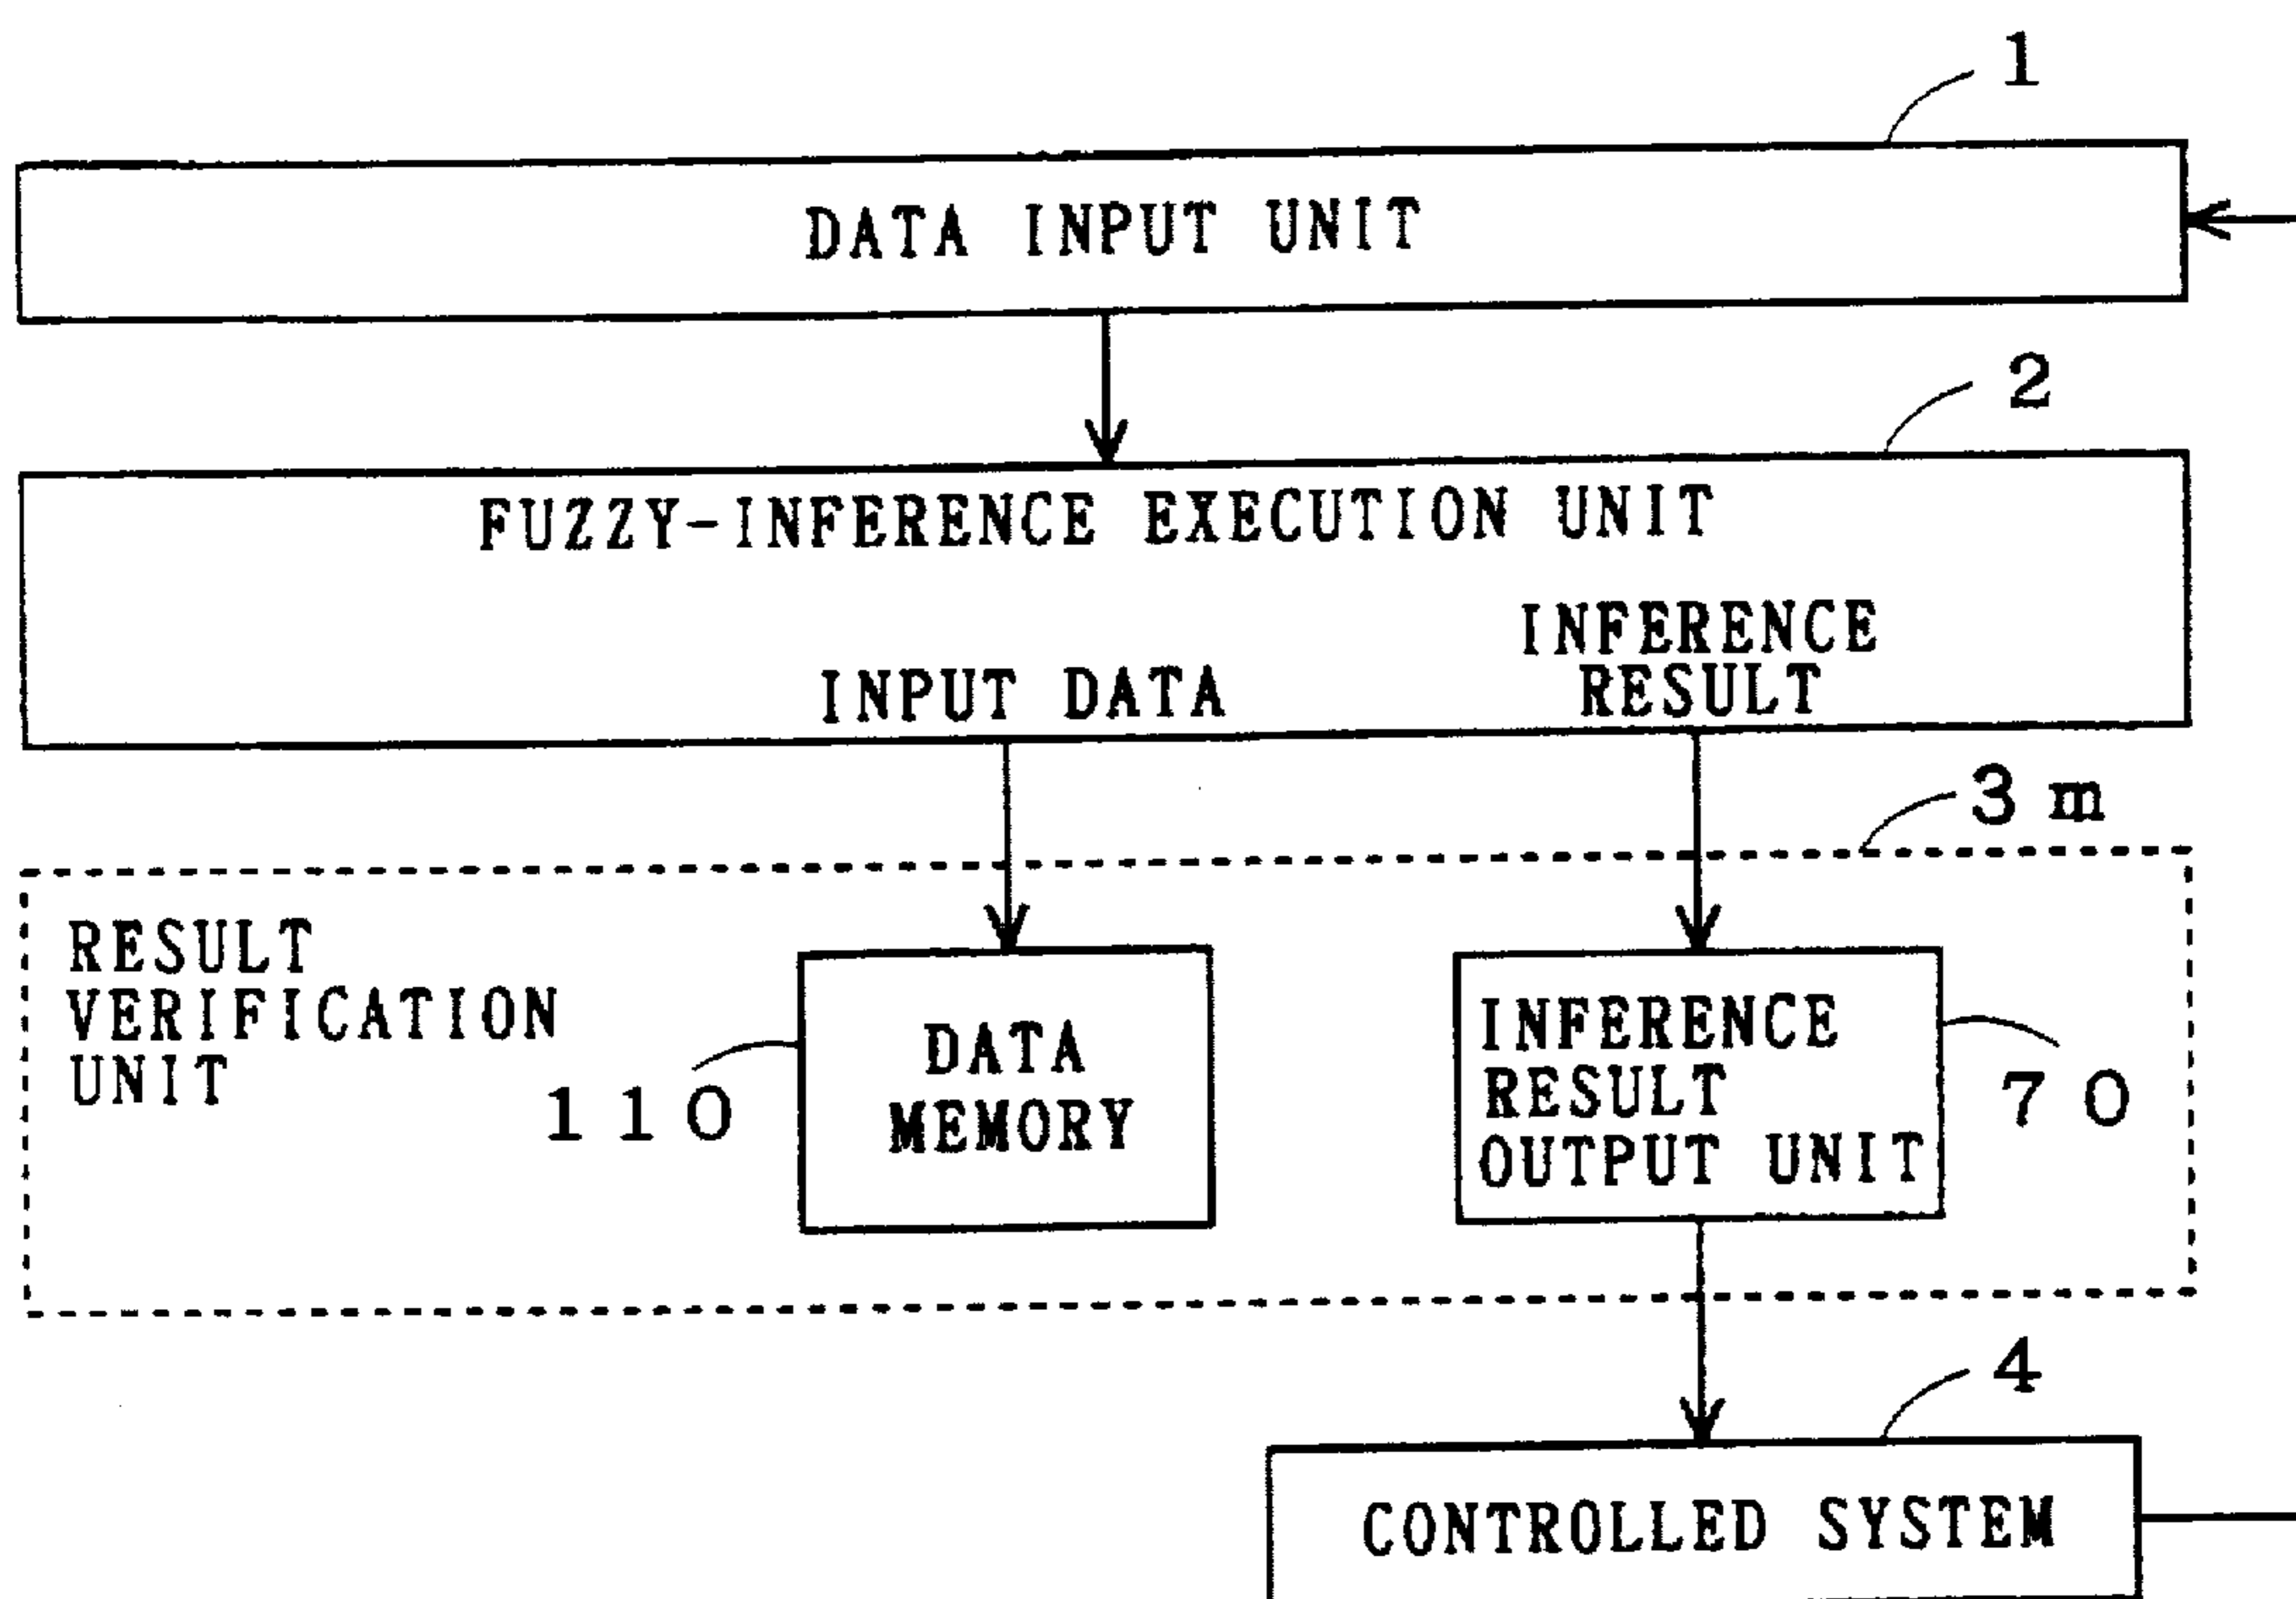 1
DATA INPUT UNIT
2
FUZZY-INFERENCE EXECUTION UNIT
INFERENCE
RESULT
INPUT DATA
3m
RESULT
VERIFICATION
UNIT
110
DATA
MEMORY
INFERENCE
RESULT
OUTPUT UNIT
70
4
CONTROLLED SYSTEM